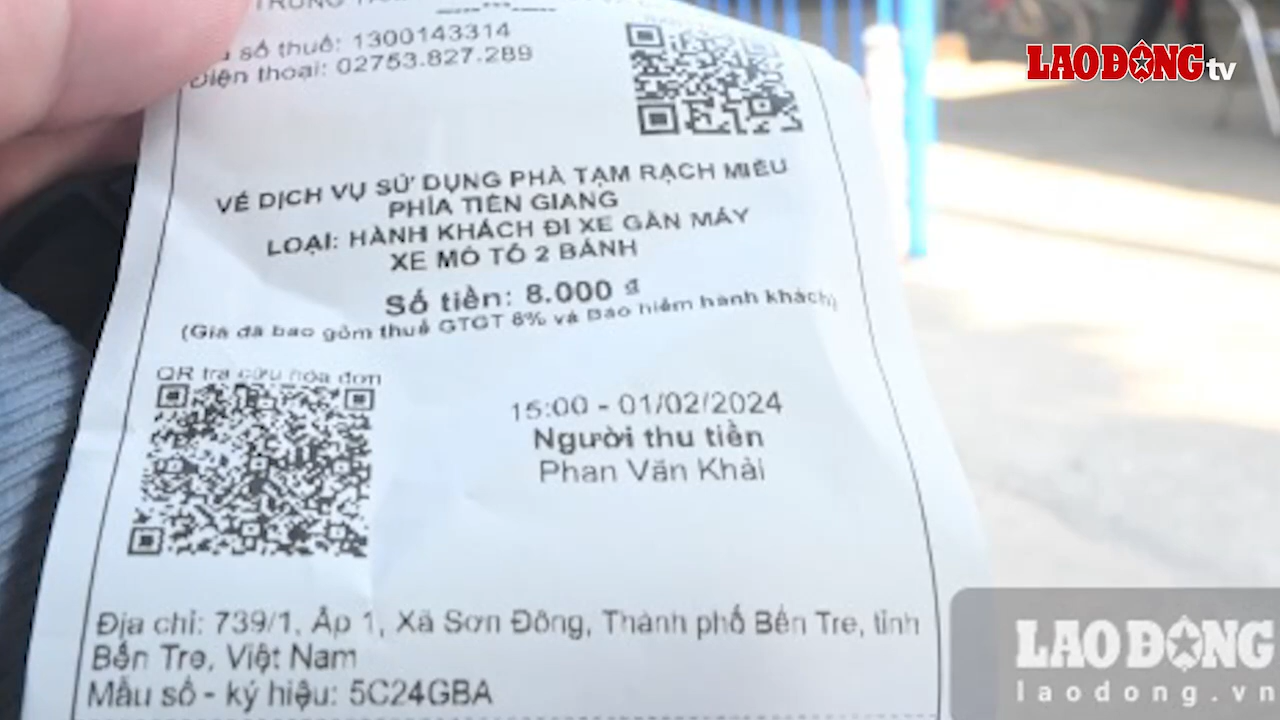 số thuế: 1300143314
Điện thoại: 02753.827.289
VÉ DỊCH VỤ SỬ DỤNG PHÀ TẠM RẠCH MIỄU
PHÍA TIỀN GIANG
LOẠI: HÀNH KHÁCH ĐI XE GẮN MÁY
XE MÔ TÔ 2 BÁNH
Số tiền: 8.000 đ
(Giá đã bao gồm thuế GTGT 8% và Bảo hiểm hành khách)
QR tra cứu hóa đơn
15:00 - 01/02/2024
Người thu tiền
Phan Văn Khải
Địa chỉ: 739/1, Ấp 1, Xã Sơn Đông, Thành phố Bến Tre, tỉnh
Bến Tre, Việt Nam
Mẫu số - ký hiệu: 5C24GBA
LAO ĐỘNG tv
LAO ĐỘNG
laodong.vn